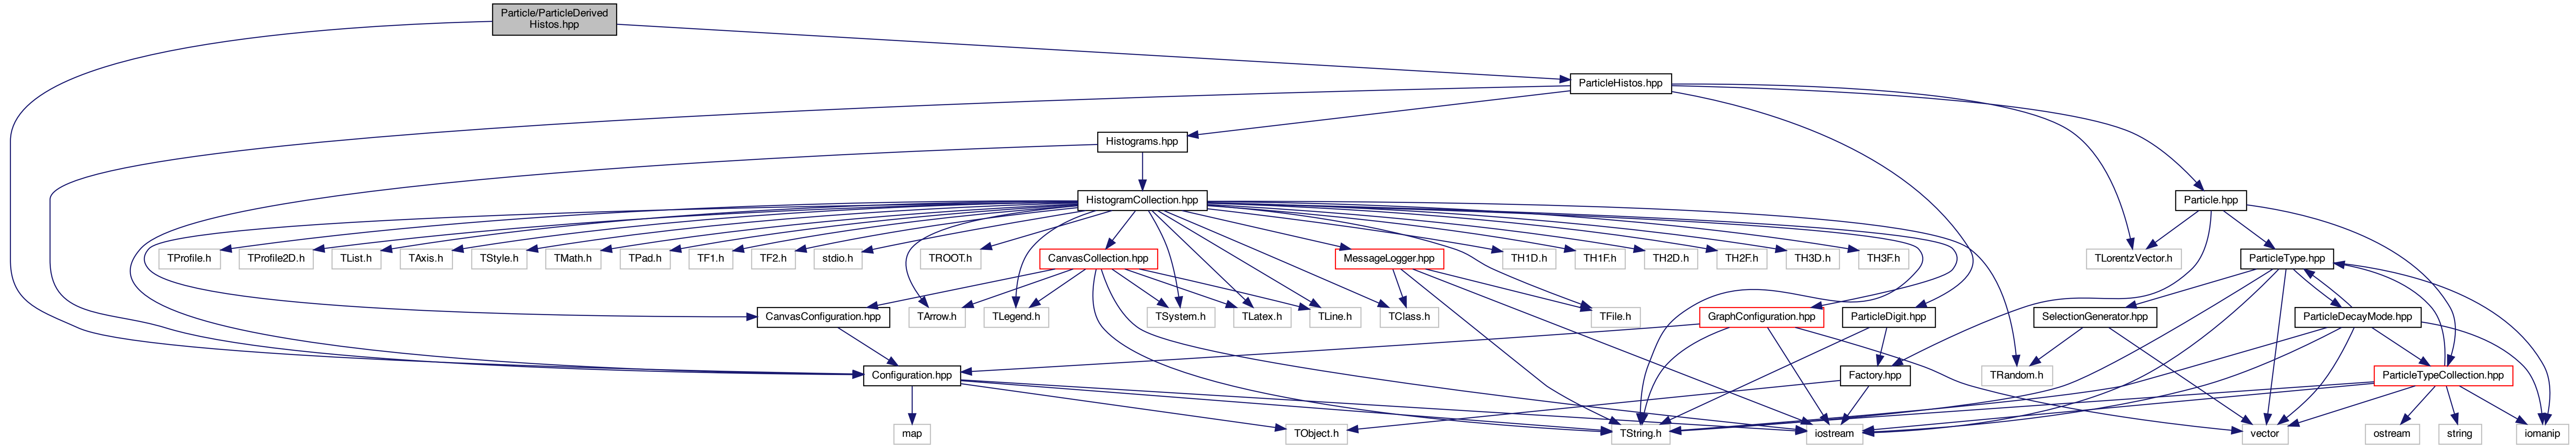 Particle/ParticleDerived
Histos.hpp
ParticleHistos.hpp
Histograms.hpp
HistogramCollection.hpp
Particle.hpp
TProfile.h
TProfile2D.h
TList.h
TAxis.h
TStyle.h
TMath.h
TPad.h
TF1.h
TF2.h
stdio.h
TROOT.h
CanvasCollection.hpp
MessageLogger.hpp
TH1D.h
TH1F.h
TH2D.h
TH2F.h
TH3D.h
TH3F.h
TLorentzVector.h
ParticleType.hpp
CanvasConfiguration.hpp
TArrow.h
TLegend.h
TSystem.h
TLatex.h
TLine.h
TClass.h
TFile.h
GraphConfiguration.hpp
ParticleDigit.hpp
SelectionGenerator.hpp
ParticleDecayMode.hpp
Configuration.hpp
Factory.hpp
TRandom.h
ParticleTypeCollection.hpp
map
TObject.h
TString.h
iostream
vector
ostream
string
iomanip